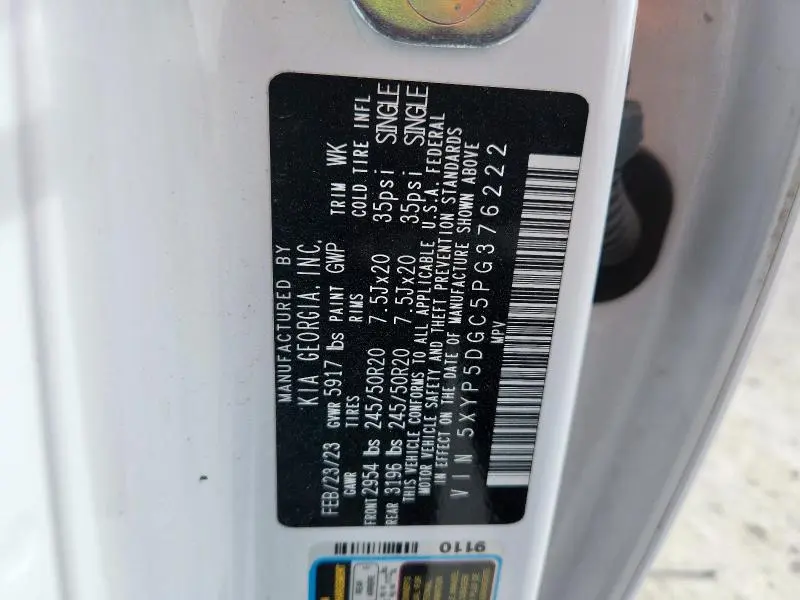 MANUFACTURED BY
KIA GEORGIA, INC.
FEB/23/23 GVWR 5917 lbs PAINT GWP TRIM WK
GAWR TIRES RIMS COLD TIRE INFL
FRONT 2954 lbs 245/50R20 7.5Jx20 35psi SINGLE
REAR 3196 lbs 245/50R20 7.5Jx20 35psi SINGLE
THIS VEHICLE CONFORMS TO ALL APPLICABLE U.S.A. FEDERAL
MOTOR VEHICLE SAFETY AND THEFT PREVENTION STANDARDS
IN EFFECT ON THE DATE OF MANUFACTURE SHOWN ABOVE
VIN 5XYP5DGC5PG376222
MPV
9110